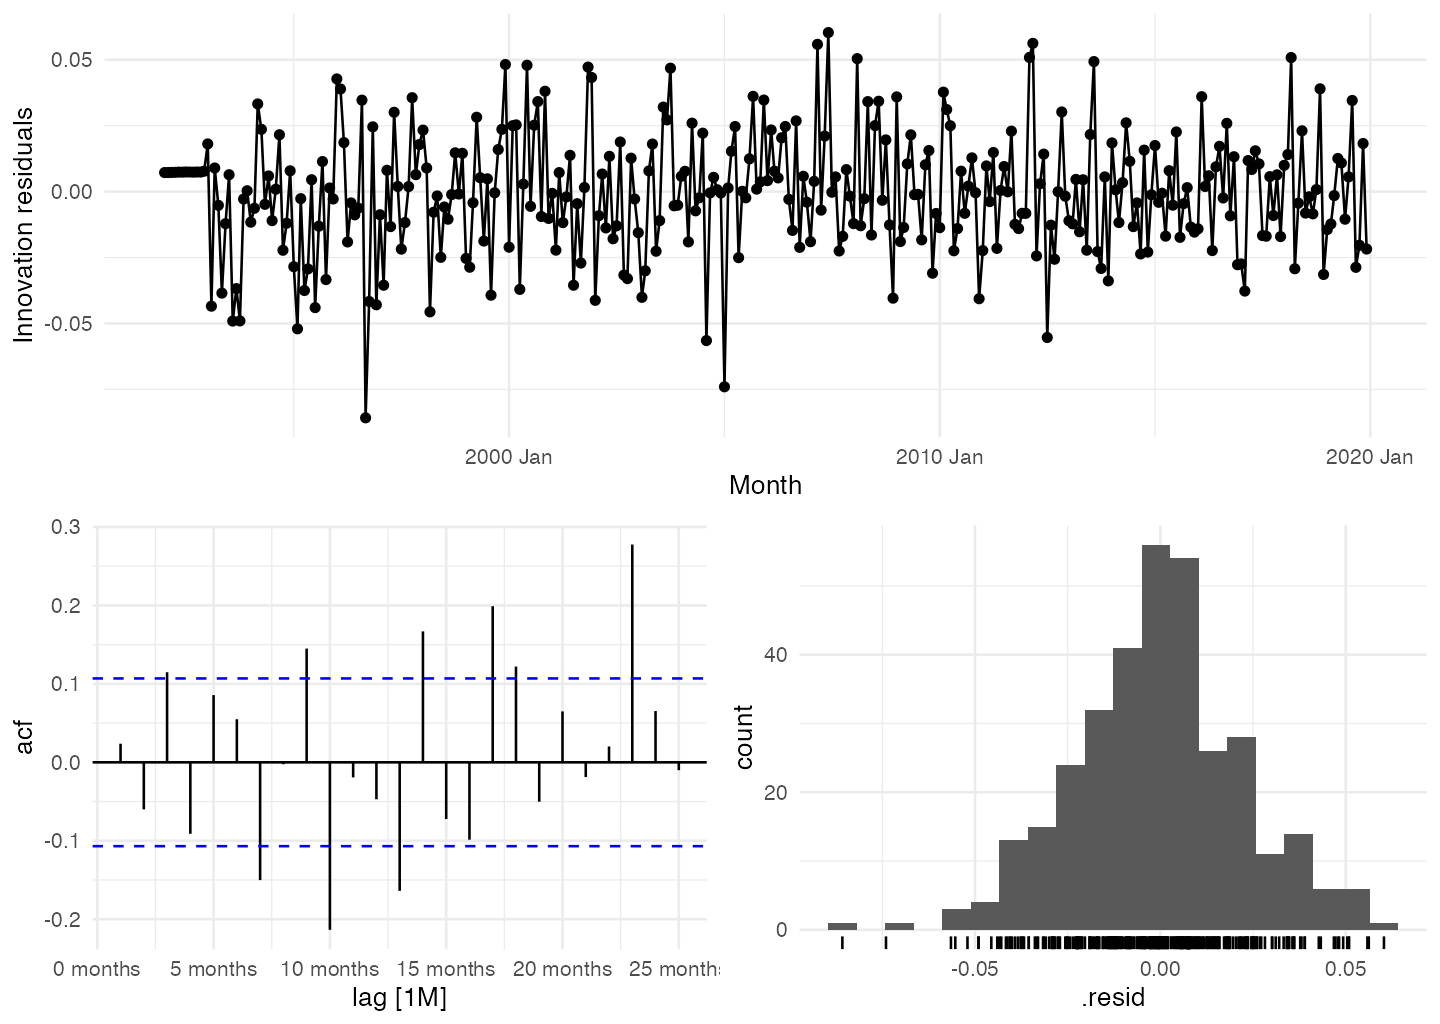 0.05
0.00
-0.05
Innovation residuals
2000 Jan
2010 Jan
2020 Jan
Month
0.3
0.2
0.1
0.0
-0.1
-0.2
acf
0 months
5 months
10 months
15 months
20 months
25 months
lag [1M]
40
20
0
count
-0.05
0.00
0.05
.resid